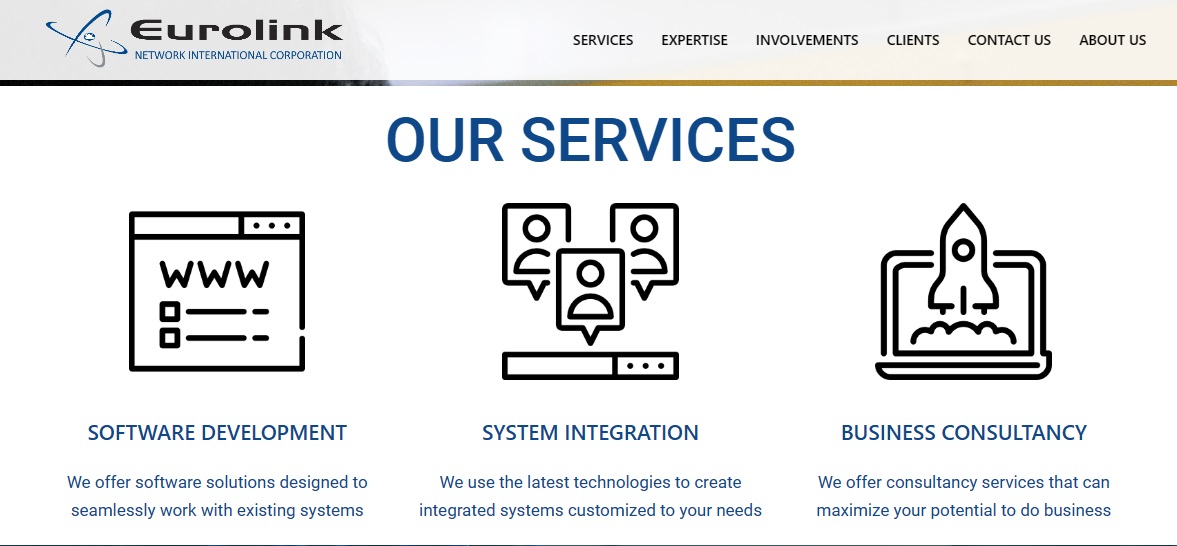 Eurolink
NETWORK INTERNATIONAL CORPORATION
SERVICES EXPERTISE INVOLVEMENTS CLIENTS CONTACT US ABOUT US
OUR SERVICES
WWW
SOFTWARE DEVELOPMENT
We offer software solutions designed to
seamlessly work with existing systems
SYSTEM INTEGRATION
We use the latest technologies to create
integrated systems customized to your needs
BUSINESS CONSULTANCY
We offer consultancy services that can
maximize your potential to do business